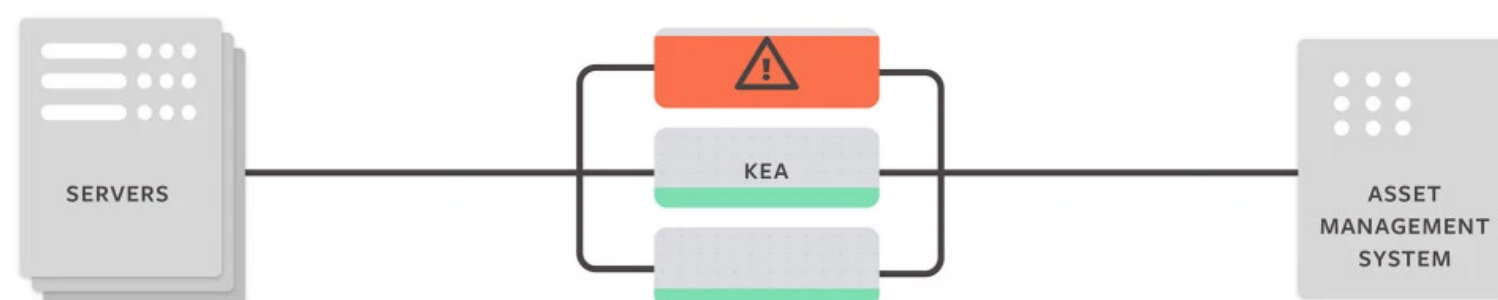 SERVERS
KEA
ASSET
MANAGEMENT
SYSTEM